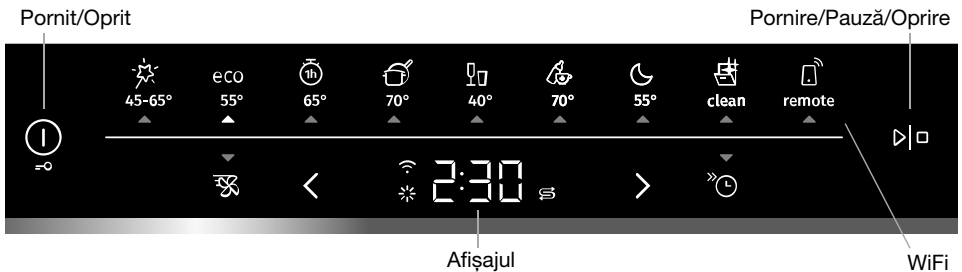 Pornit/Oprit
Pornire/Pauză/Oprire
eco
1h
45-65° 55° 65° 70° 40° 70° 55° clean remote
2:30
Afișajul
WiFi